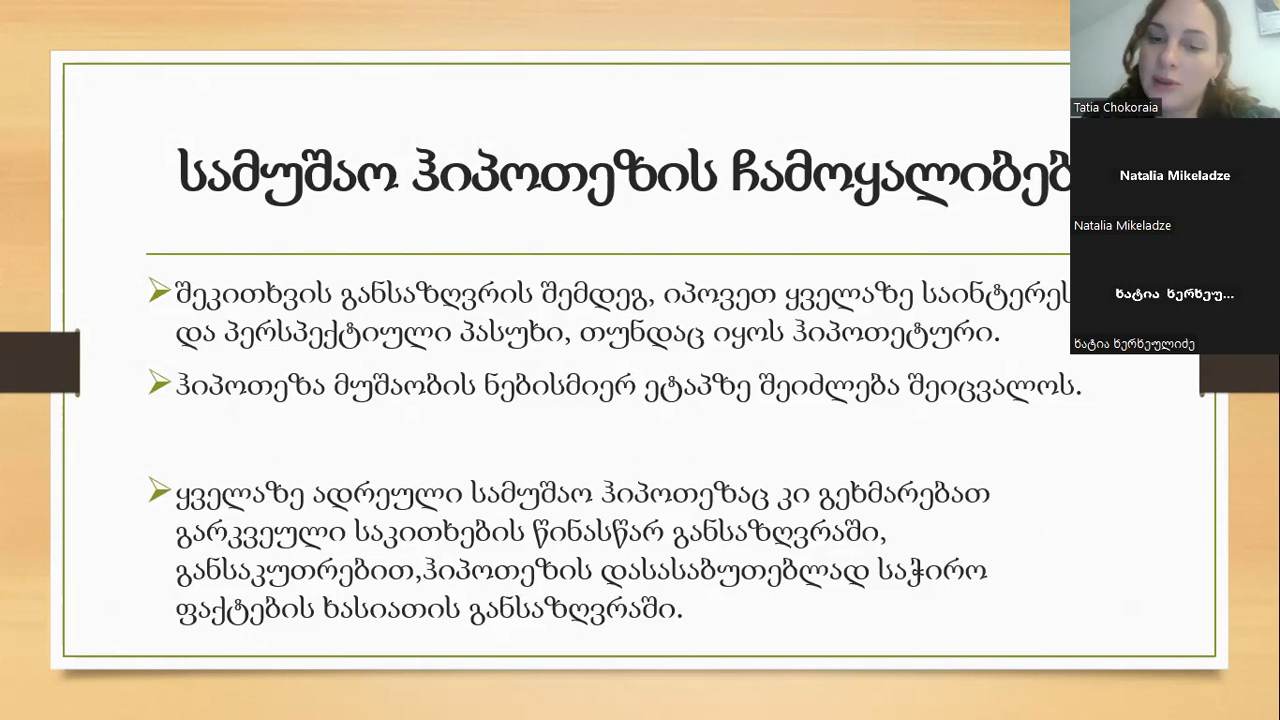 სამუშაო ჰიპოთეზის
შეკითხვის განსაზღვრის შემდეგ, იპოვეთ ყველაზე
და პერსპექტიული პასუხი, თუნდაც იყოს ჰიპოთეტური.
ჰიპოთეზა მუშაობის ნებისმიერ ეტაპზე შეიძლება შეიცვალოს.
ყველაზე ადრეული სამუშაო ჰიპოთეზაც კი გეხმარებათ
გარკვეული საკითხების წინასწარ განსაზღვრაში,
განსაკუთრებით,ჰიპოთეზის დასასაბუთებლად საჭირო
ფაქტების ხასიათის განსაზღვრაში.
Tatia Chokoraia
Natalia Mikeladze
Natalia Mikeladze
ხატია ხერხეუ...
ხატია ხერხეულიძე